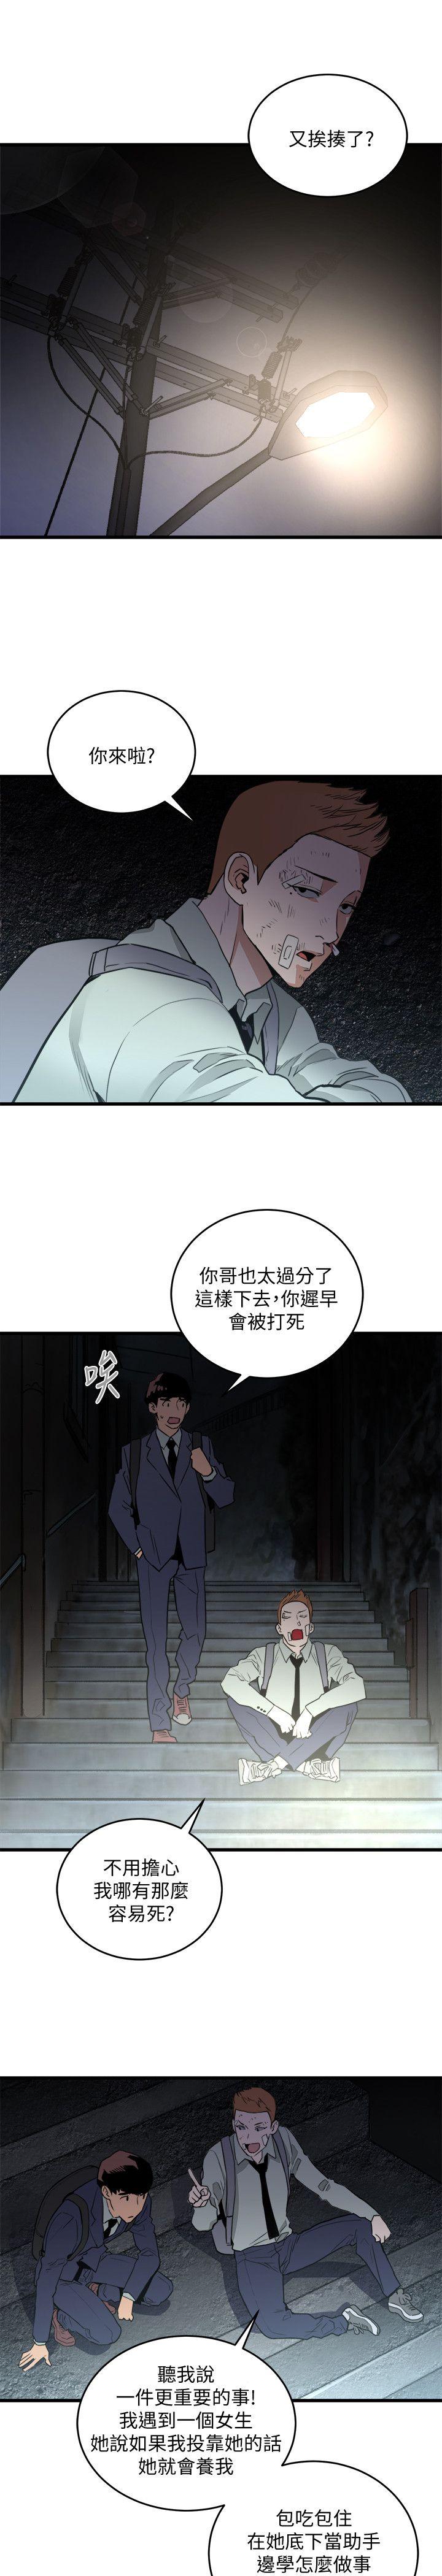 又挨揍了?
你來啦?
你哥也太過分了
這樣下去,你遲早
會被打死
唉
不用擔心
我哪有那麼
容易死?
聽我說
一件更重要的事!
我遇到一個女生
她說如果我投靠她的話
她就會養我
包吃包住
在她底下當助手
邊學怎麼做事